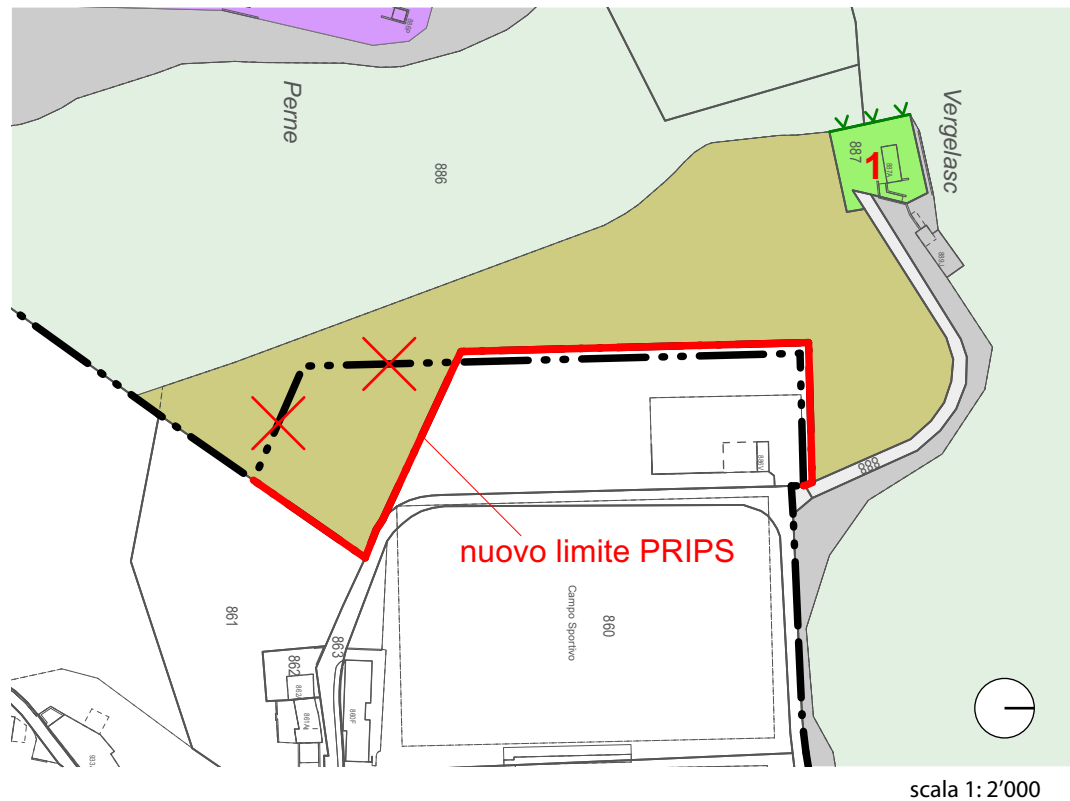 Perne
886
Vergelasc
887
1
888
nuovo limite PRIPS
860
Campo Sportivo
861
863
862
scala 1: 2'000